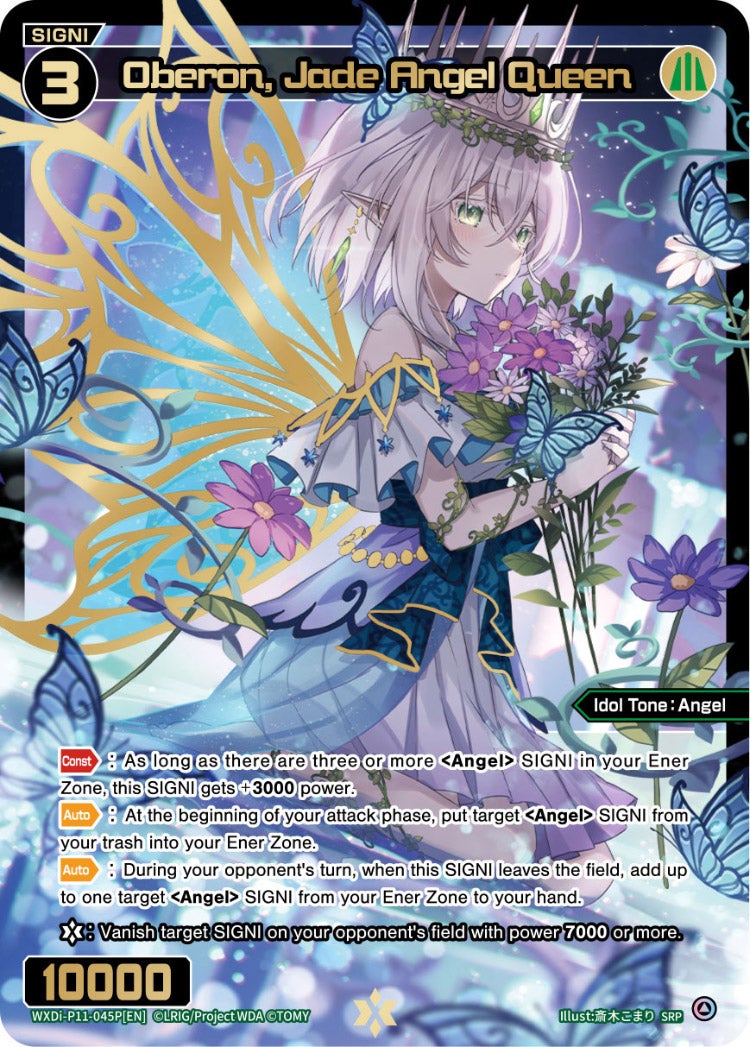 SIGNI
3
Oberon, Jade Angel Queen
Idol Tone:Angel
Const : As long as there are three or more <Angel> SIGNI in your Ener
Zone, this SIGNI gets +3000 power.
Auto : At the beginning of your attack phase, put target <Angel> SIGNI from
your trash into your Ener Zone.
Auto : During your opponent's turn, when this SIGNI leaves the field, add up
to one target <Angel> SIGNI from your Ener Zone to your hand.
: Vanish target SIGNI on your opponent's field with power 7000 or more.
10000
WXDi-P11-045P[EN] ©LRIG/Project WDA ©TOMY
Illust:斎木こまり SRP